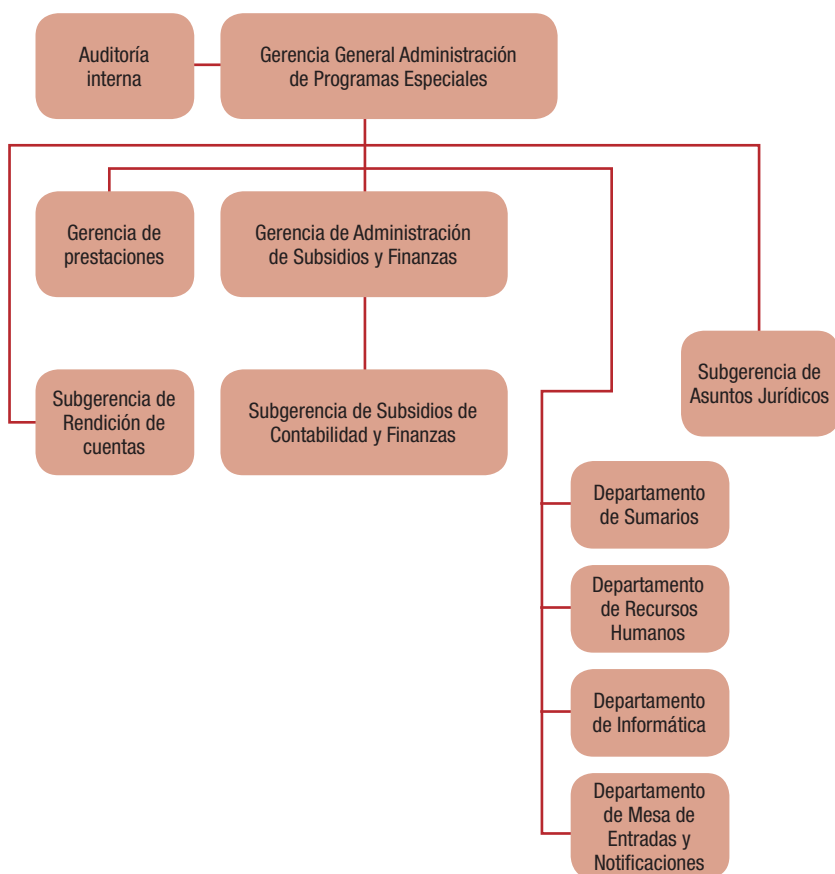 Auditoría
interna
Gerencia General Administración
de Programas Especiales
Gerencia de
prestaciones
Gerencia de Administración
de Subsidios y Finanzas
Subgerencia de
Rendición de
cuentas
Subgerencia de Subsidios de
Contabilidad y Finanzas
Subgerencia de
Asuntos Jurídicos
Departamento
de Sumarios
Departamento
de Recursos
Humanos
Departamento
de Informática
Departamento
de Mesa de
Entradas y
Notificaciones